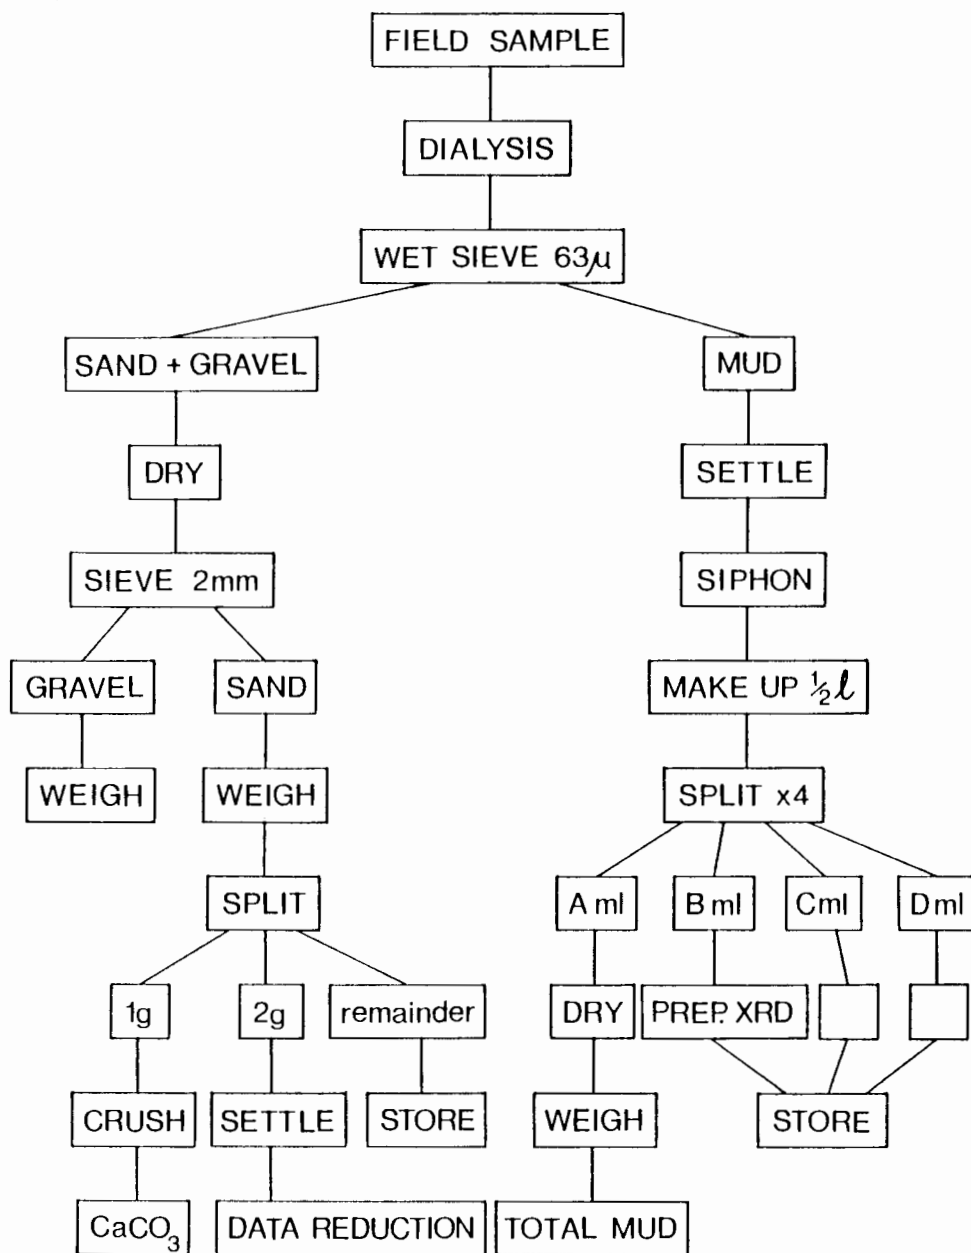 FIELD SAMPLE
DIALYSIS
WET SIEVE 63μ
SAND + GRAVEL
MUD
DRY
SETTLE
SIEVE 2mm
SIPHON
GRAVEL
SAND
MAKE UP ½ℓ
WEIGH
WEIGH
SPLIT x4
SPLIT
A ml
B ml
C ml
D ml
1g
2g
remainder
DRY
PREP. XRD
CRUSH
SETTLE
STORE
WEIGH
STORE
CaCO₃
DATA REDUCTION
TOTAL MUD